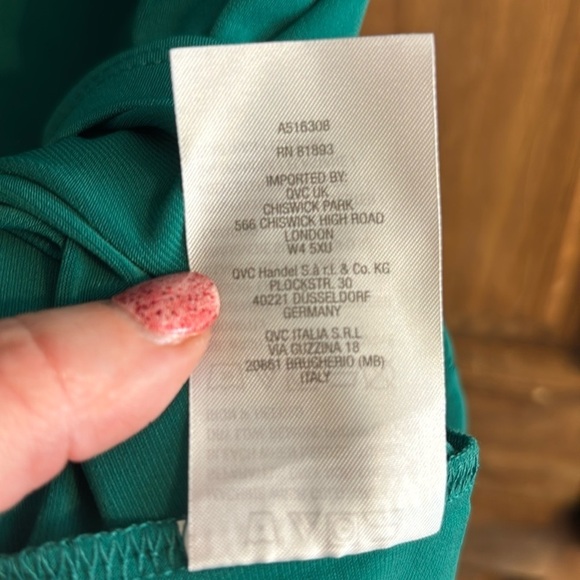 A516308
RN 81893
IMPORTED BY:
QVC UK
CHISWICK PARK
566 CHISWICK HIGH ROAD
LONDON
W4 5XU
QVC Handel S.à r.l. & Co. KG
PLOCKSTR. 30
40221 DÜSSELDORF
GERMANY
QVC ITALIA S.R.L
VIA GUZZINA 18
20861 BRUGHERIO (MB)
ITALY